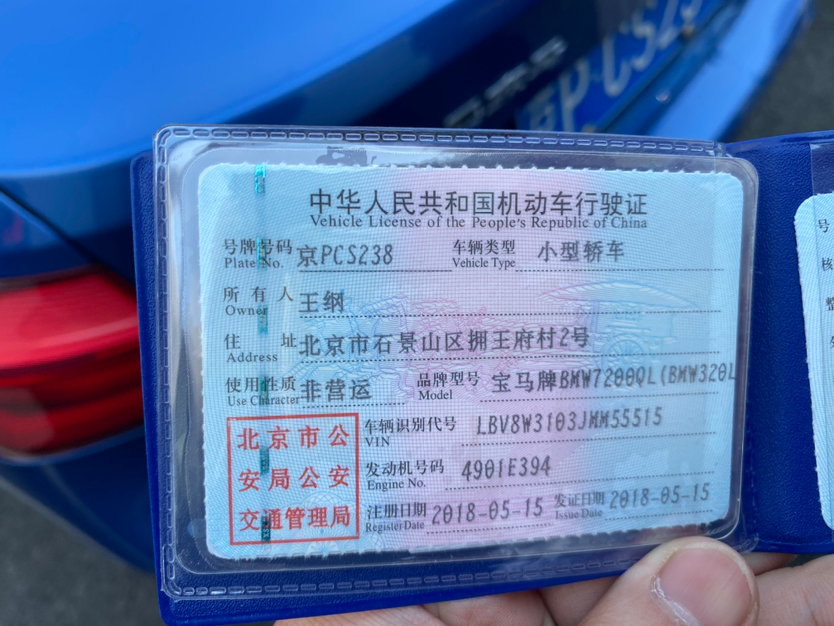 中华人民共和国机动车行驶证
Vehicle License of the People's Republic of China
号牌号码 京PCS238 车辆类型 小型轿车
Plate No. Vehicle Type
所有人 王纲
Owner
住址 北京市石景山区拥王府村2号
Address
使用性质 非营运 品牌型号 宝马牌BMW7200QL(BMW320L
Use Character Model
北京市公安局公安交通管理局
车辆识别代号 LBV8W3103JMM55515
VIN
发动机号码 4901E394
Engine No.
注册日期 2018-05-15 发证日期 2018-05-15
Register Date Issue Date
号